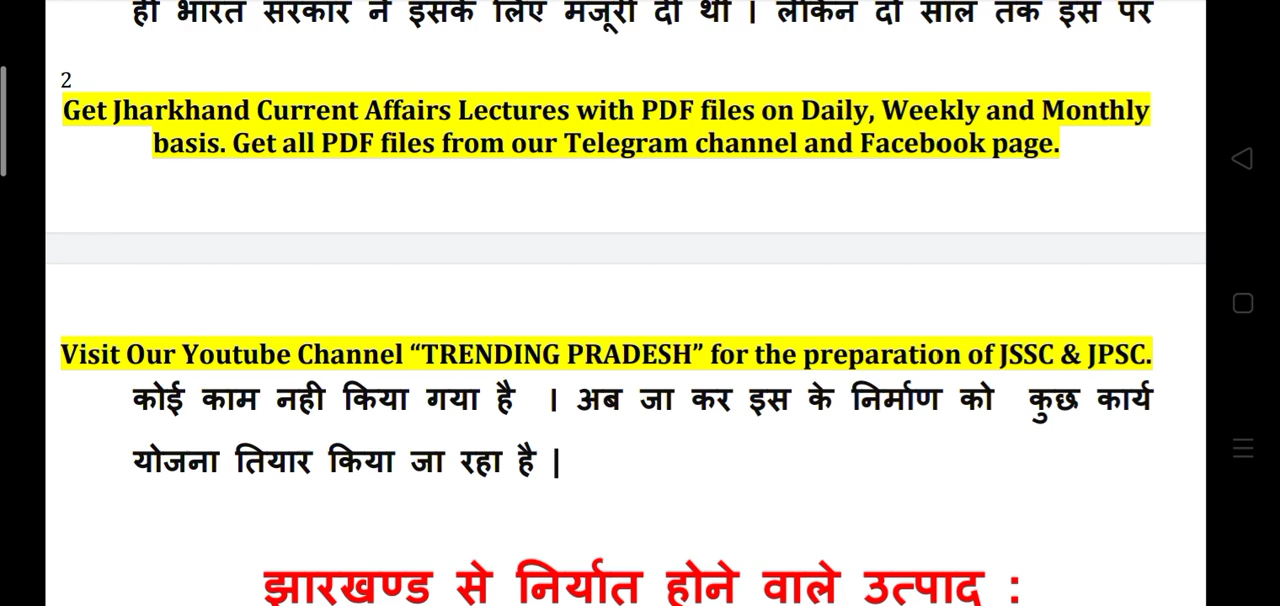 ही भारत सरकार ने इसके लिए मंजूरी दी थी । लेकिन दो साल तक इस पर
2
Get Jharkhand Current Affairs Lectures with PDF files on Daily, Weekly and Monthly
basis. Get all PDF files from our Telegram channel and Facebook page.
Visit Our Youtube Channel “TRENDING PRADESH” for the preparation of JSSC & JPSC.
कोई काम नही किया गया है । अब जा कर इस के निर्माण को कुछ कार्य
योजना तियार किया जा रहा है |
झारखण्ड से निर्यात होने वाले उत्पाद :